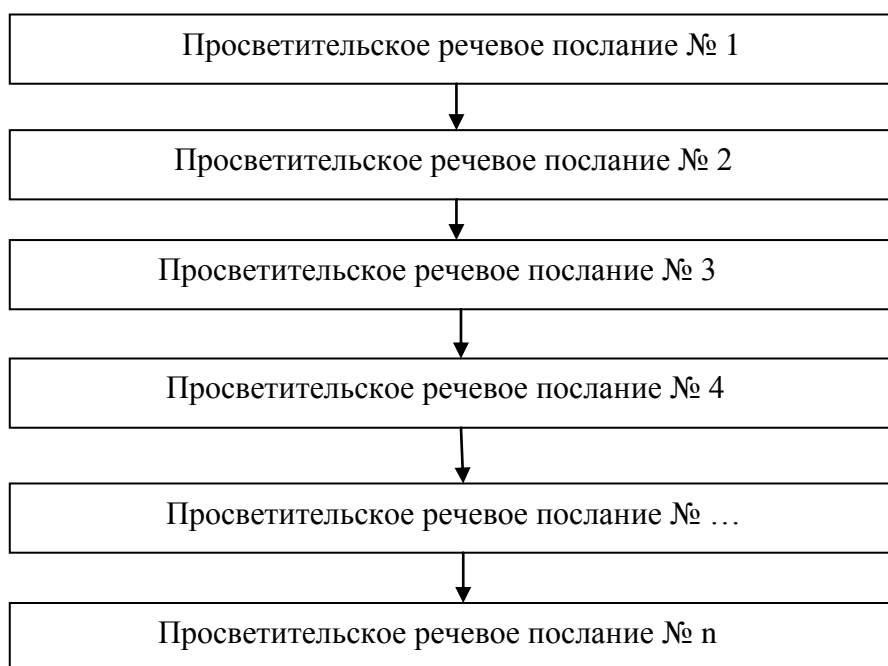 Просветительское речевое послание № 1
Просветительское речевое послание № 2
Просветительское речевое послание № 3
Просветительское речевое послание № 4
Просветительское речевое послание № …
Просветительское речевое послание № n